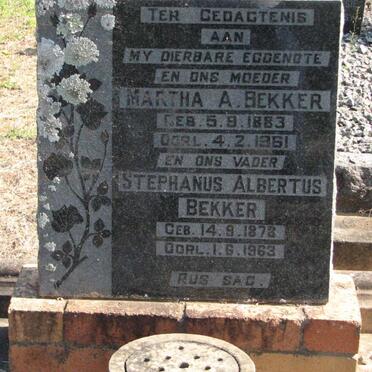 TER GEDAGTENIS
AAN
MY DIERBARE EGGENOTE
EN ONS MOEDER
MARTHA A. BEKKER
GEB. 5.9.1883
OORL. 4.2.1961
EN ONS VADER
STEPHANUS ALBERTUS
BEKKER
GEB. 14.9.1878
OORL. 1.6.1963
RUS SAG.